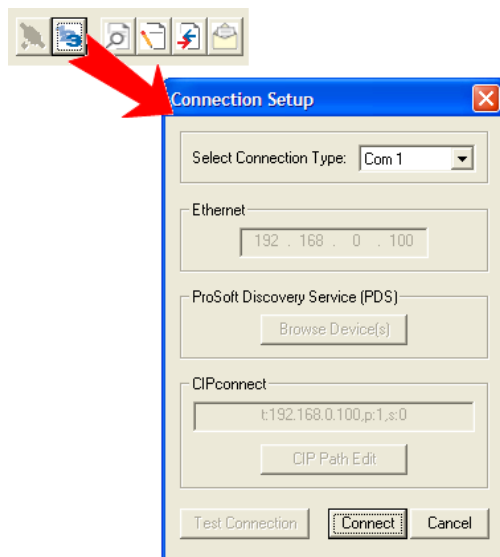 Connection Setup
Select Connection Type: Com 1
Ethernet
192 . 168 . 0 . 100
ProSoft Discovery Service (PDS)
Browse Device(s)
CIPconnect
t:192.168.0.100,p:1,s:0
CIP Path Edit
Test Connection Connect Cancel